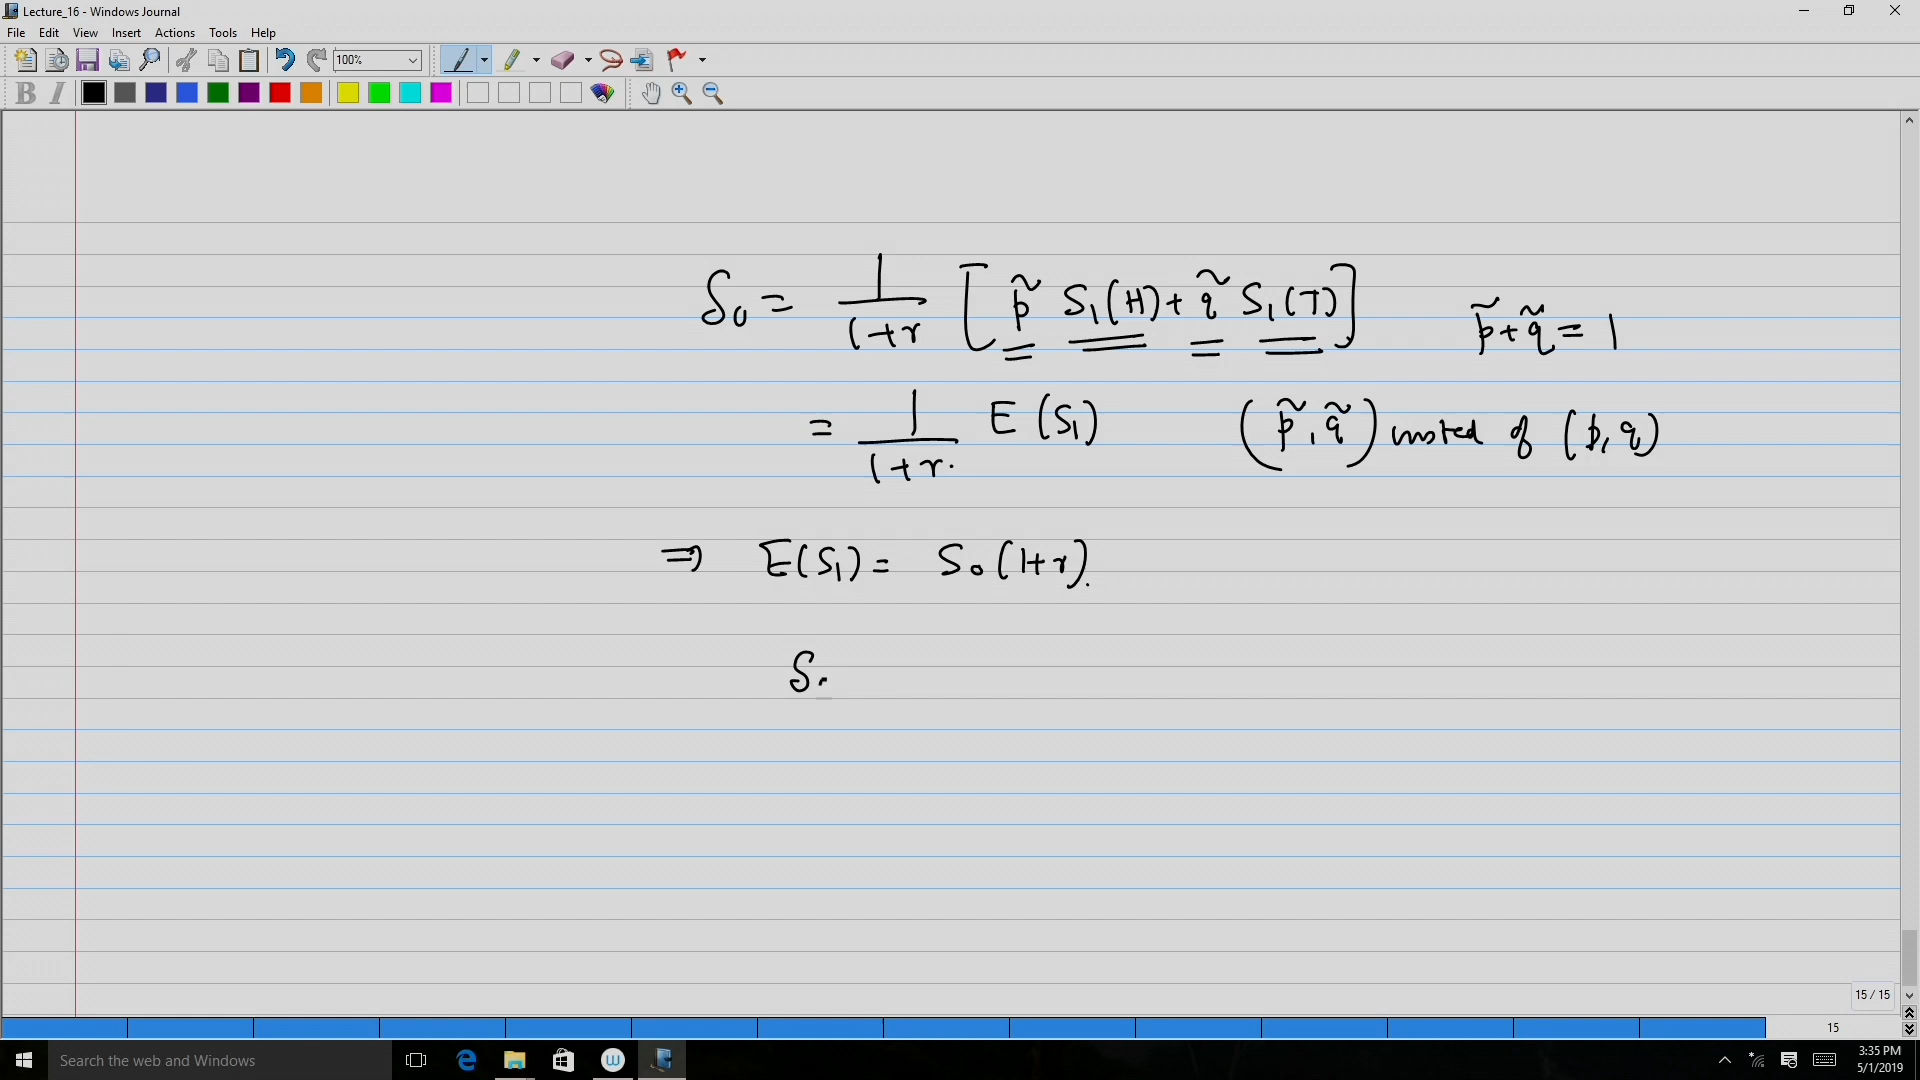 Lecture_16 - Windows Journal
File Edit View Insert Actions Tools Help
100%
B I
S₀ = 1/(1+r) [p̃ S₁(H) + q̃ S₁(T)] p̃+q̃ = 1
= 1/(1+r). E(S₁) (p̃, q̃) insted of (p, q)
⇒ E(S₁) = S₀(1+r).
S.
15 / 15
15
Search the web and Windows
3:35 PM
5/1/2019